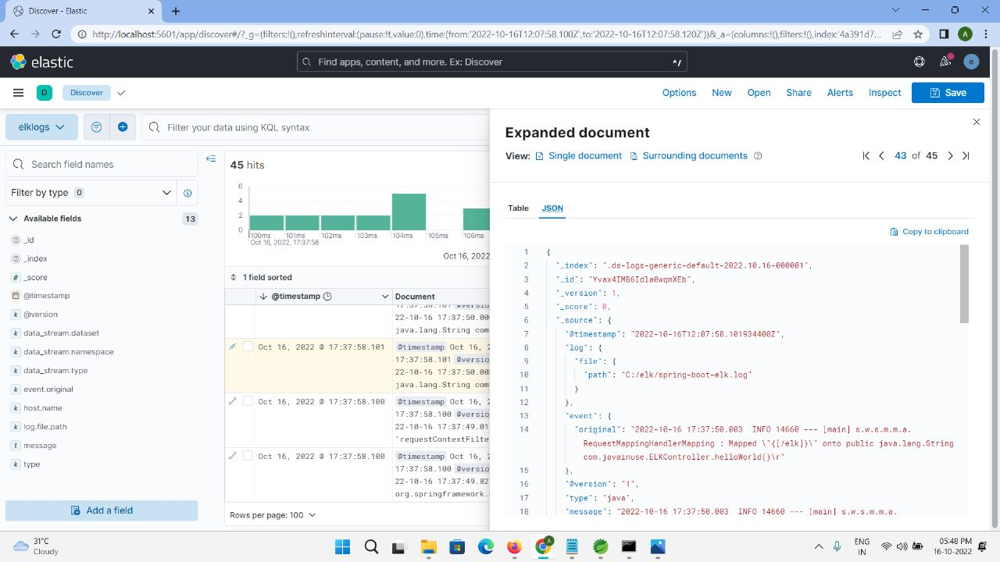 Discover - Elastic
http://localhost:5601/app/discover#/?_g=(filters:!(),refreshInterval:(pause:!t,value:0),time:(from:'2022-10-16T12:07:58.100Z',to:'2022-10-16T12:07:58.120Z'))&_a=(columns:!(),filters:!(),index:'4a391d7... A
elastic
Find apps, content, and more. Ex: Discover ^/
e
D Discover Options New Open Share Alerts Inspect Save
elklogs Filter your data using KQL syntax
Expanded document
View: Single document Surrounding documents 43 of 45
Search field names
45 hits
Filter by type 0
6
4
2
0
100ms 101ms 102ms 103ms 104ms 105ms 106ms
Oct 16, 2022, 17:37:58
Oct 16, 2022
Table JSON
Copy to clipboard
Available fields 13
_id
_index
_score
@timestamp
@version
data_stream.dataset
data_stream.namespace
data_stream.type
event.original
host.name
log.file.path
message
type
Add a field
1 field sorted
@timestamp Document
22-10-16 17:37:50.00
java.lang.String com
Oct 16, 2022 @ 17:37:58.101 @timestamp Oct 16, 2
17:37:58.101 @versio
22-10-16 17:37:50.00
java.lang.String com
Oct 16, 2022 @ 17:37:58.100 @timestamp Oct 16, 2
17:37:58.100 @versio
22-10-16 17:37:49.01
'requestContextFilte
Oct 16, 2022 @ 17:37:58.100 @timestamp Oct 16, 2
17:37:58.100 @versio
22-10-16 17:37:49.82
org.springframework.
Rows per page: 100
1 {
2 "_index": ".ds-logs-generic-default-2022.10.16-000001",
3 "_id": "Yvax4IMB6Idla0wqmXEb",
4 "_version": 1,
5 "_score": 0,
6 "_source": {
7 "@timestamp": "2022-10-16T12:07:58.101934400Z",
8 "log": {
9 "file": {
10 "path": "C:/elk/spring-boot-elk.log"
11 }
12 },
13 "event": {
14 "original": "2022-10-16 17:37:50.003  INFO 14660 --- [main] s.w.s.m.m.a.
RequestMappingHandlerMapping : Mapped \"{[/elk]}\" onto public java.lang.String
com.javainuse.ELKController.helloWorld()\r"
15 },
16 "@version": "1",
17 "type": "java",
18 "message": "2022-10-16 17:37:50.003  INFO 14660 --- [main] s.w.s.m.m.a.
31°C
Cloudy
A
ENG
IN
05:48 PM
16-10-2022